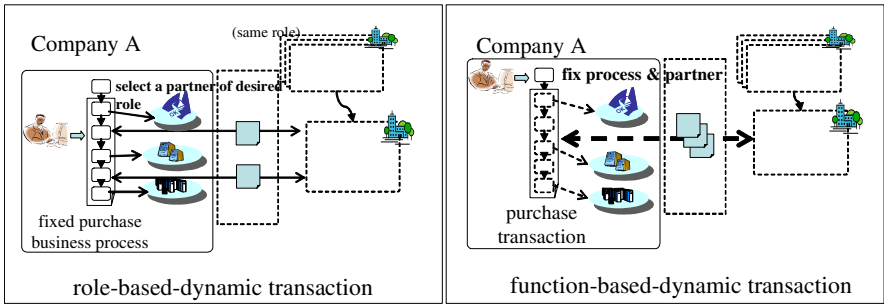 Company A
(same role)
select a partner of desired
role
fixed purchase
business process
role-based-dynamic transaction
Company A
fix process & partner
purchase
transaction
function-based-dynamic transaction